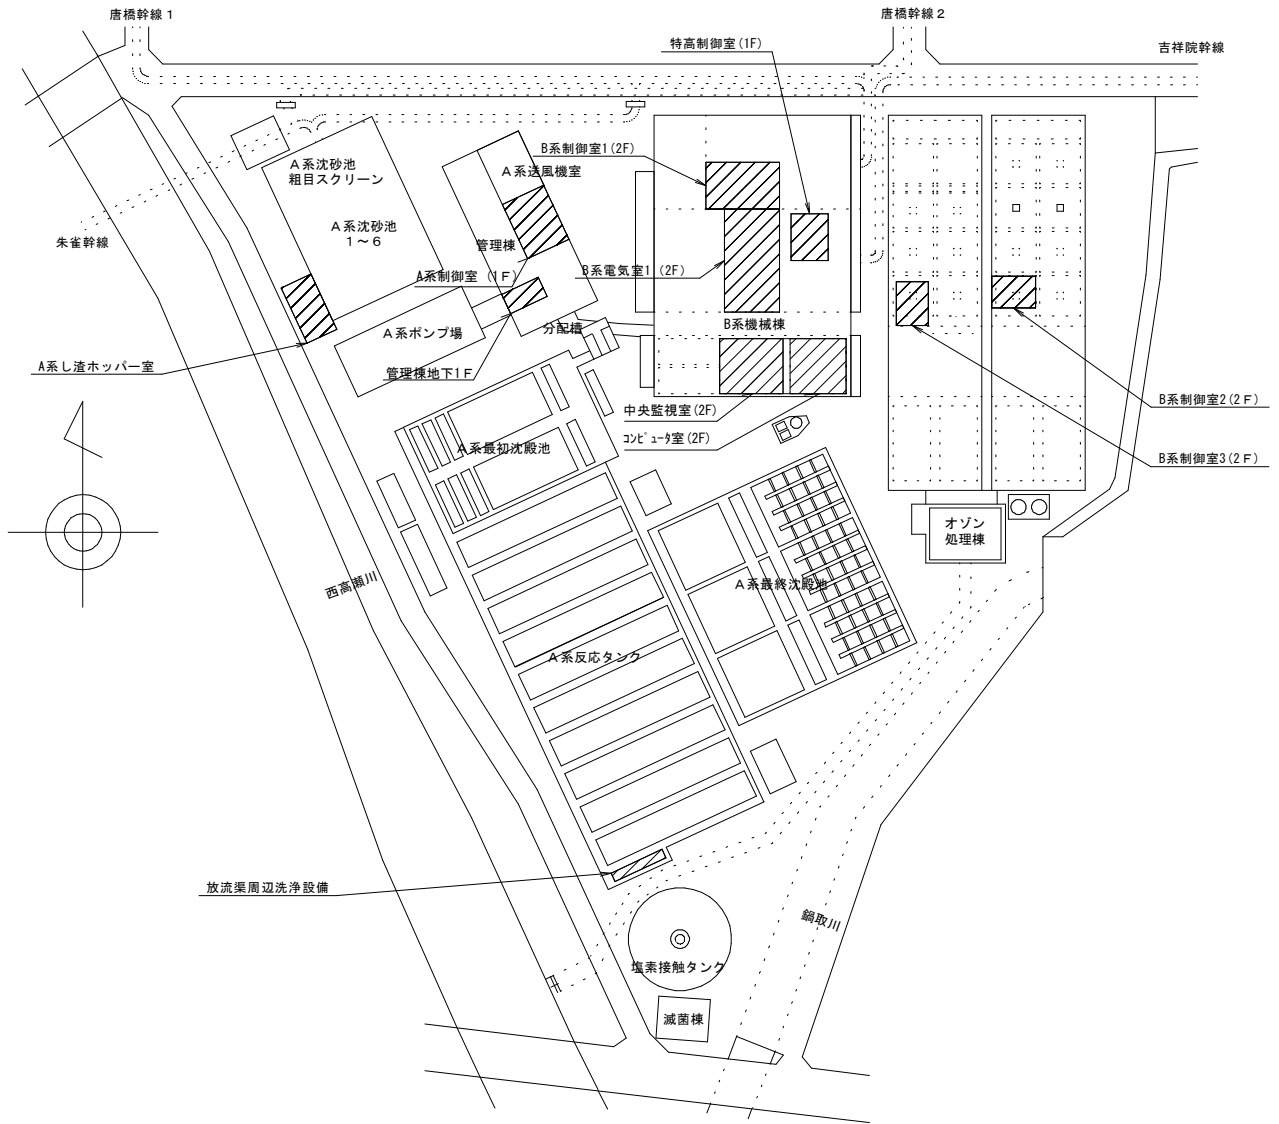 唐橋幹線１
唐橋幹線２
特高制御室(1F)
吉祥院幹線
B系制御室1(2F)
Ａ系沈砂池
粗目スクリーン
Ａ系送風機室
Ａ系沈砂池
１～６
朱雀幹線
管理棟
A系制御室（１Ｆ）
B系電気室1（2F)
B系機械棟
分配槽
Ａ系ポンプ場
A系し渣ホッパー室
管理棟地下1Ｆ
中央監視室(2F)
ｺﾝﾋﾟｭｰﾀ室(2F)
B系制御室2(2Ｆ)
Ａ系最初沈殿池
B系制御室3(2Ｆ)
オゾン
処理棟
西高瀬川
Ａ系最終沈殿池
Ａ系反応タンク
放流渠周辺洗浄設備
鍋取川
塩素接触タンク
滅菌棟